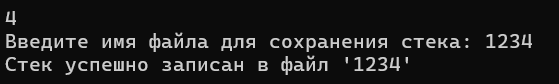 4
Введите имя файла для сохранения стека: 1234
Стек успешно записан в файл '1234'